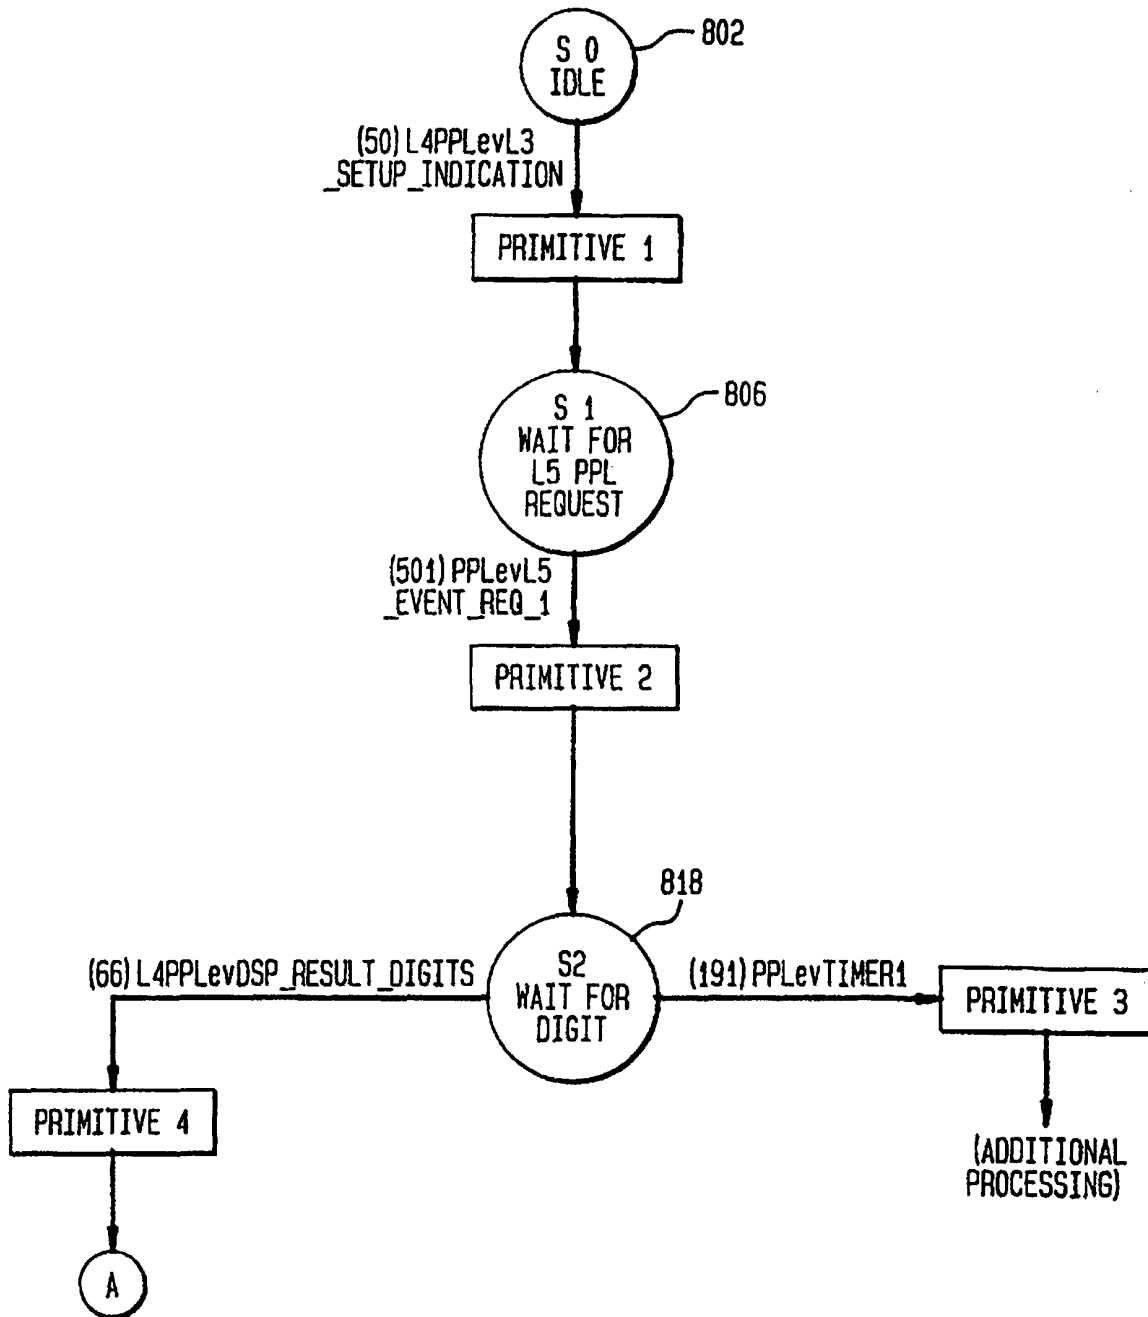 S 0
IDLE
802
(50) L4PPLevL3
_SETUP_INDICATION
PRIMITIVE 1
S 1
WAIT FOR
L5 PPL
REQUEST
806
(501) PPLevL5
_EVENT_REQ_1
PRIMITIVE 2
818
S2
WAIT FOR
DIGIT
(66) L4PPLevDSP_RESULT_DIGITS
(191) PPLevTIMER1
PRIMITIVE 3
PRIMITIVE 4
(ADDITIONAL
PROCESSING)
A